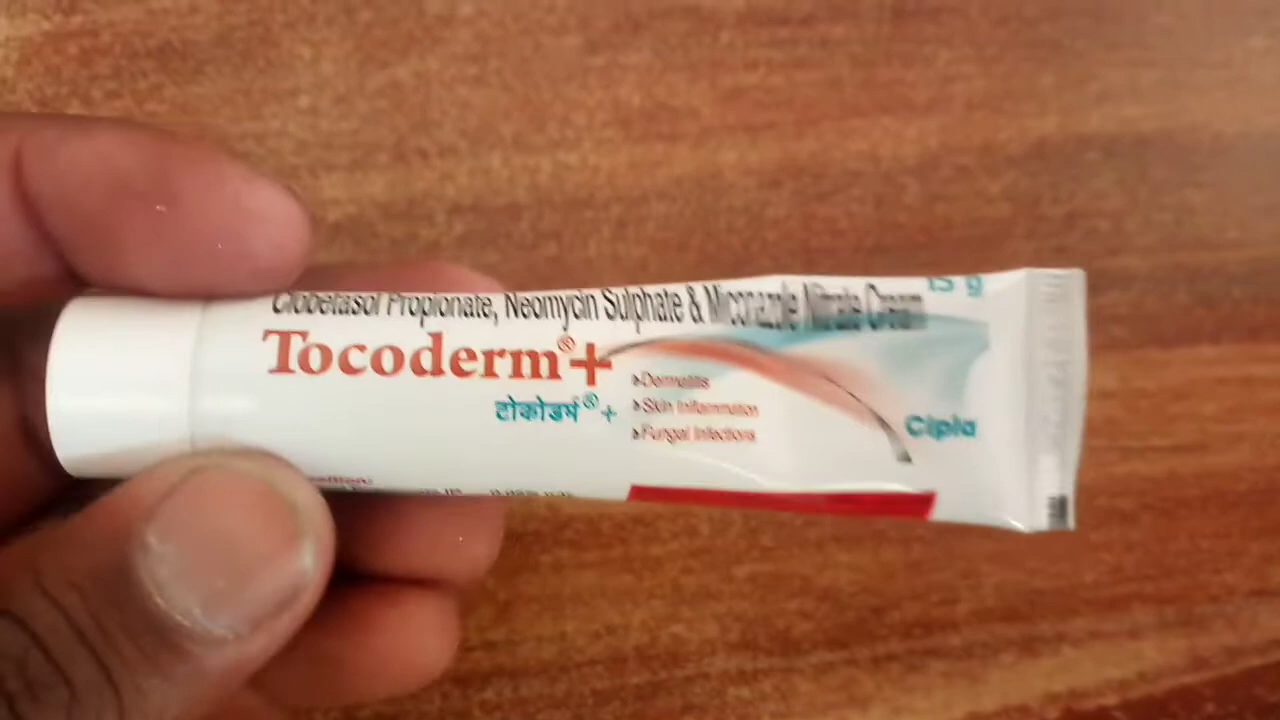 15 g
Clobetasol Propionate, Neomycin Sulphate & Miconazole Nitrate Cream
Tocoderm®+
टोकोडर्म®+
Dermatitis
Skin Inflammation
Fungal Infections
Cipla